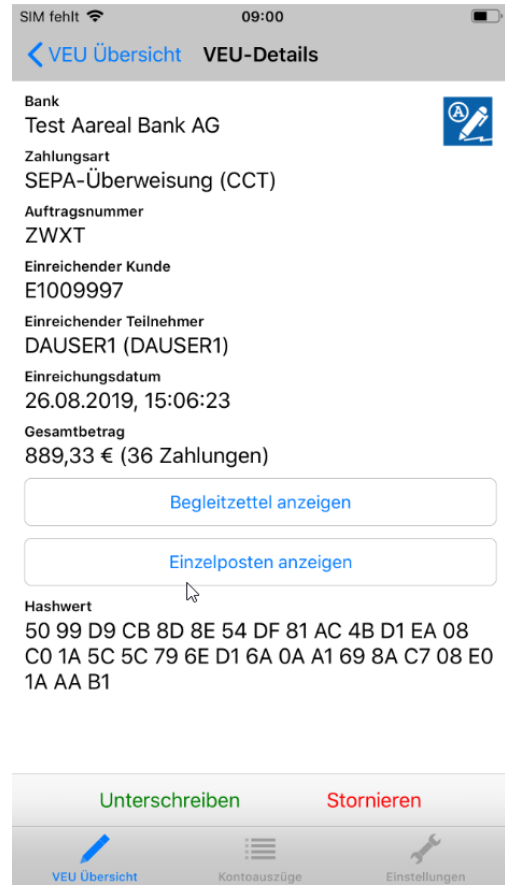 SIM fehlt 09:00
VEU Übersicht VEU-Details
Bank
Test Aareal Bank AG
A
Zahlungsart
SEPA-Überweisung (CCT)
Auftragsnummer
ZWXT
Einreichender Kunde
E1009997
Einreichender Teilnehmer
DAUSER1 (DAUSER1)
Einreichungsdatum
26.08.2019, 15:06:23
Gesamtbetrag
889,33 € (36 Zahlungen)
Begleitzettel anzeigen
Einzelposten anzeigen
Hashwert
50 99 D9 CB 8D 8E 54 DF 81 AC 4B D1 EA 08
C0 1A 5C 5C 79 6E D1 6A 0A A1 69 8A C7 08 E0
1A AA B1
Unterschreiben Stornieren
VEU Übersicht Kontoauszüge Einstellungen